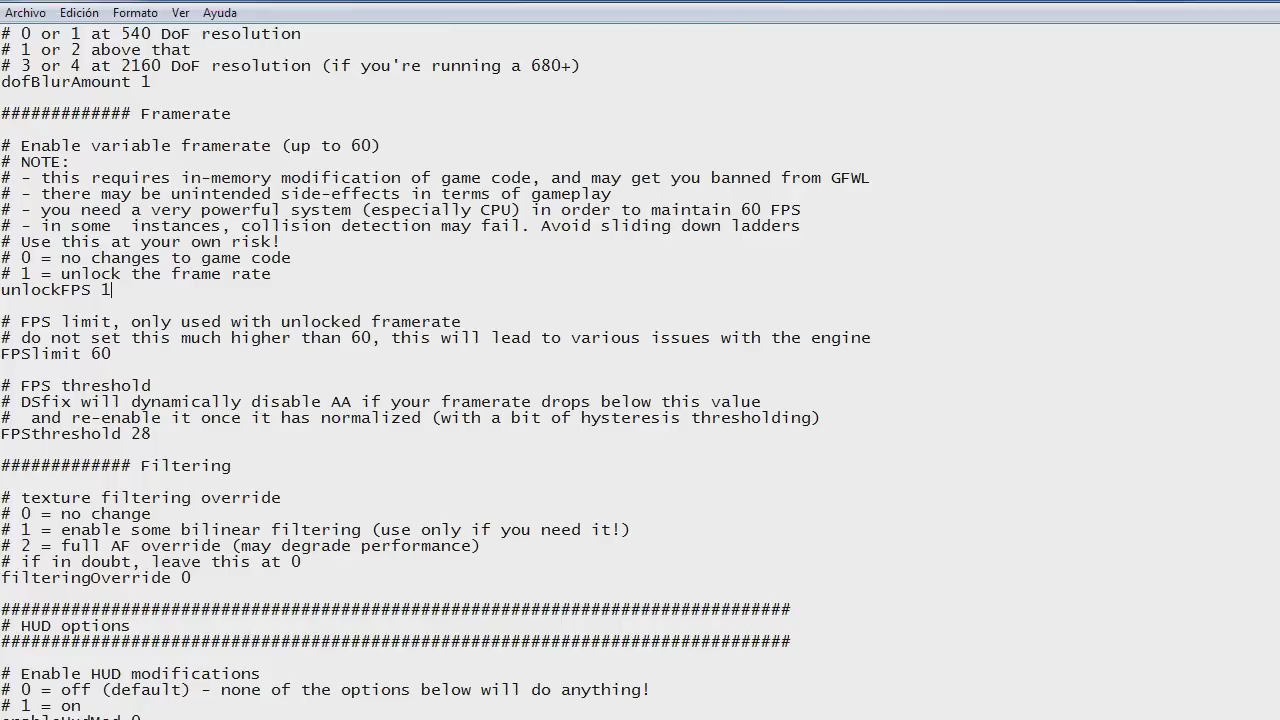 Archivo Edición Formato Ver Ayuda
# 0 or 1 at 540 DoF resolution
# 1 or 2 above that
# 3 or 4 at 2160 DoF resolution (if you're running a 680+)
dofBlurAmount 1
############# Framerate
# Enable variable framerate (up to 60)
# NOTE:
# - this requires in-memory modification of game code, and may get you banned from GFWL
# - there may be unintended side-effects in terms of gameplay
# - you need a very powerful system (especially CPU) in order to maintain 60 FPS
# - in some  instances, collision detection may fail. Avoid sliding down ladders
# Use this at your own risk!
# 0 = no changes to game code
# 1 = unlock the frame rate
unlockFPS 1
# FPS limit, only used with unlocked framerate
# do not set this much higher than 60, this will lead to various issues with the engine
FPSlimit 60
# FPS threshold
# DSfix will dynamically disable AA if your framerate drops below this value
#  and re-enable it once it has normalized (with a bit of hysteresis thresholding)
FPSthreshold 28
############# Filtering
# texture filtering override
# 0 = no change
# 1 = enable some bilinear filtering (use only if you need it!)
# 2 = full AF override (may degrade performance)
# if in doubt, leave this at 0
filteringOverride 0
###############################################################################
# HUD options
###############################################################################
# Enable HUD modifications
# 0 = off (default) - none of the options below will do anything!
# 1 = on
enableHudMod 0